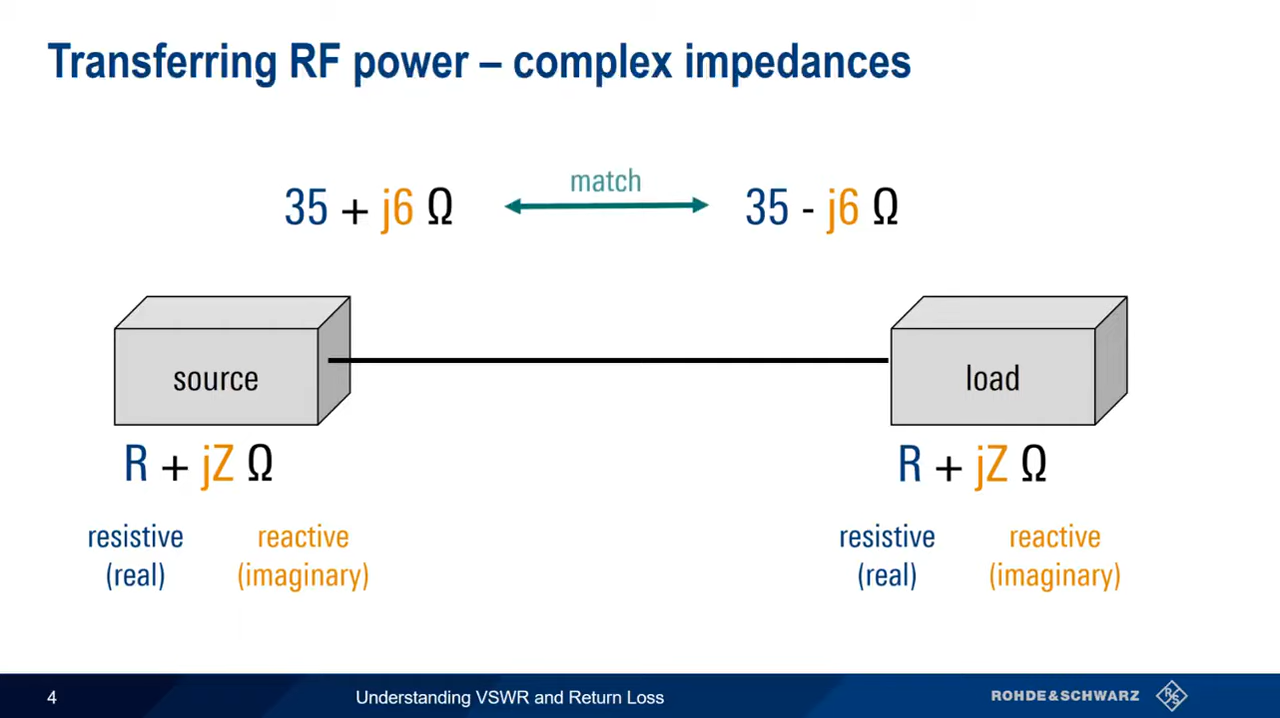 Transferring RF power – complex impedances
match
35 + j6 Ω
35 - j6 Ω
source
load
R + jZ Ω
R + jZ Ω
resistive
(real)
reactive
(imaginary)
resistive
(real)
reactive
(imaginary)
4
Understanding VSWR and Return Loss
ROHDE&SCHWARZ
R
S